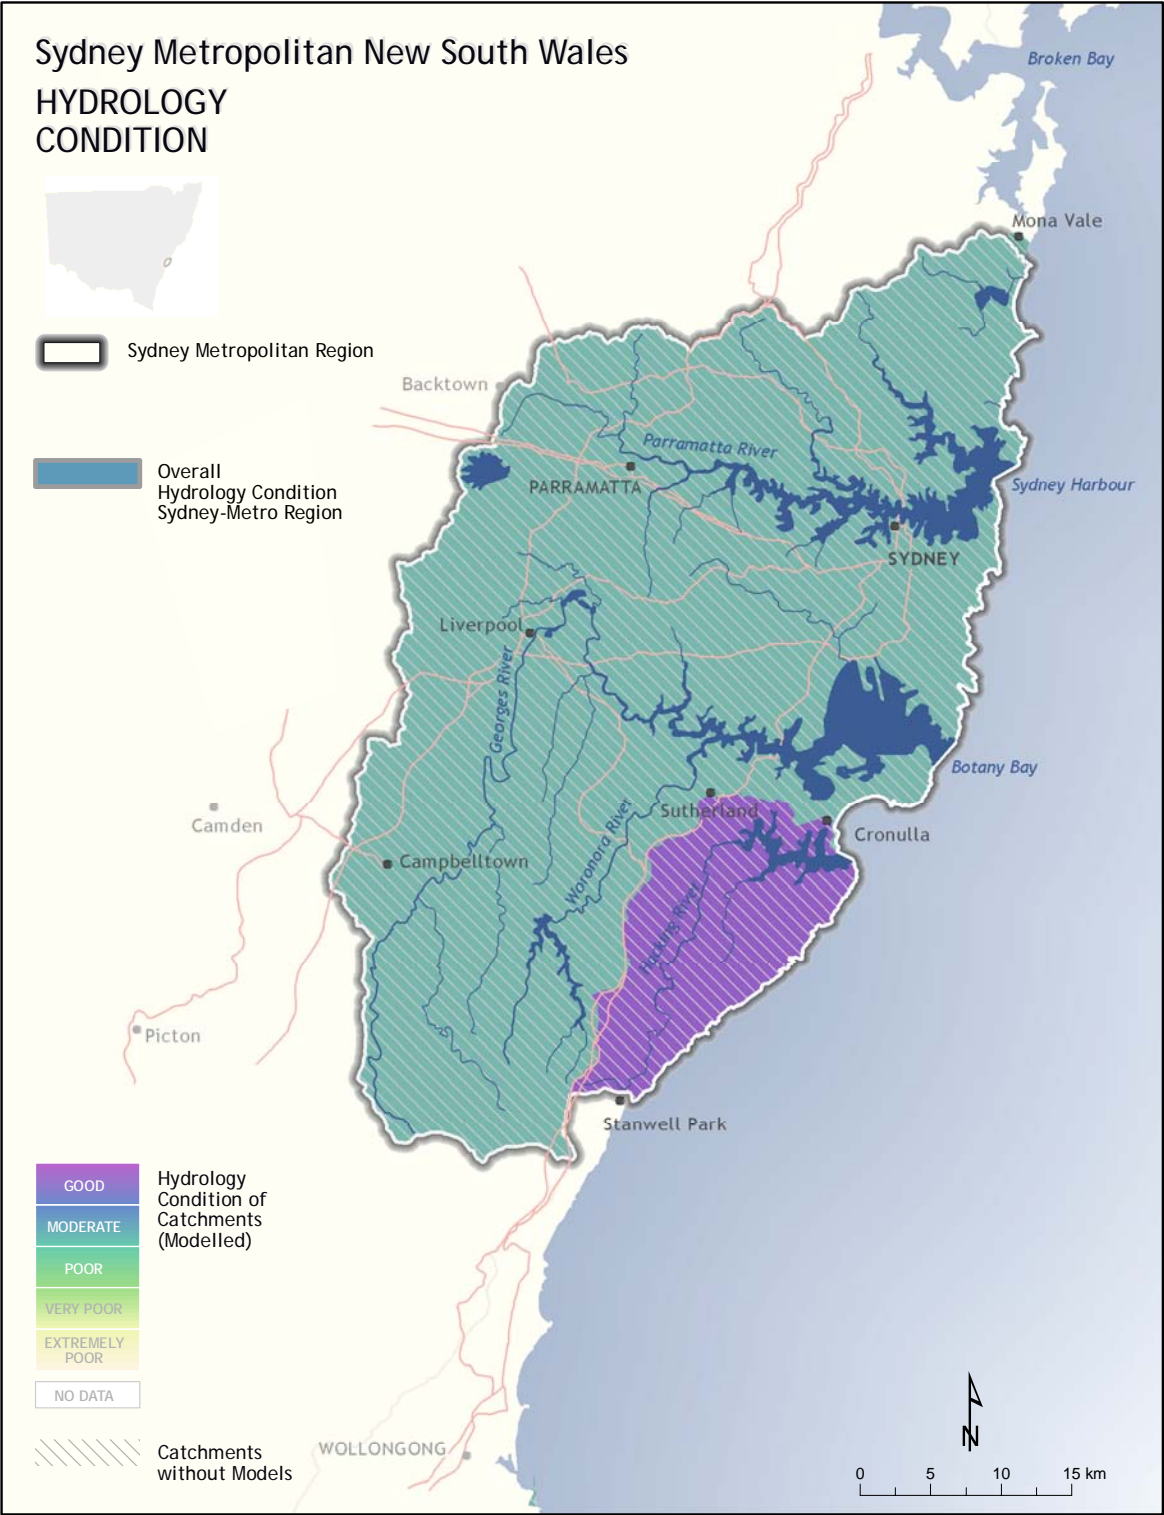 Sydney Metropolitan New South Wales
HYDROLOGY
CONDITION
Broken Bay
Mona Vale
Sydney Metropolitan Region
Backtown
Parramatta River
PARRAMATTA
Overall
Hydrology Condition
Sydney-Metro Region
Sydney Harbour
SYDNEY
Liverpool
Georges River
Botany Bay
Sutherland
Camden
Cronulla
Campbelltown
Woronora River
Hacking River
Picton
Stanwell Park
GOOD
MODERATE
POOR
VERY POOR
EXTREMELY
POOR
NO DATA
Hydrology
Condition of
Catchments
(Modelled)
Catchments
without Models
WOLLONGONG
N
0 5 10 15 km